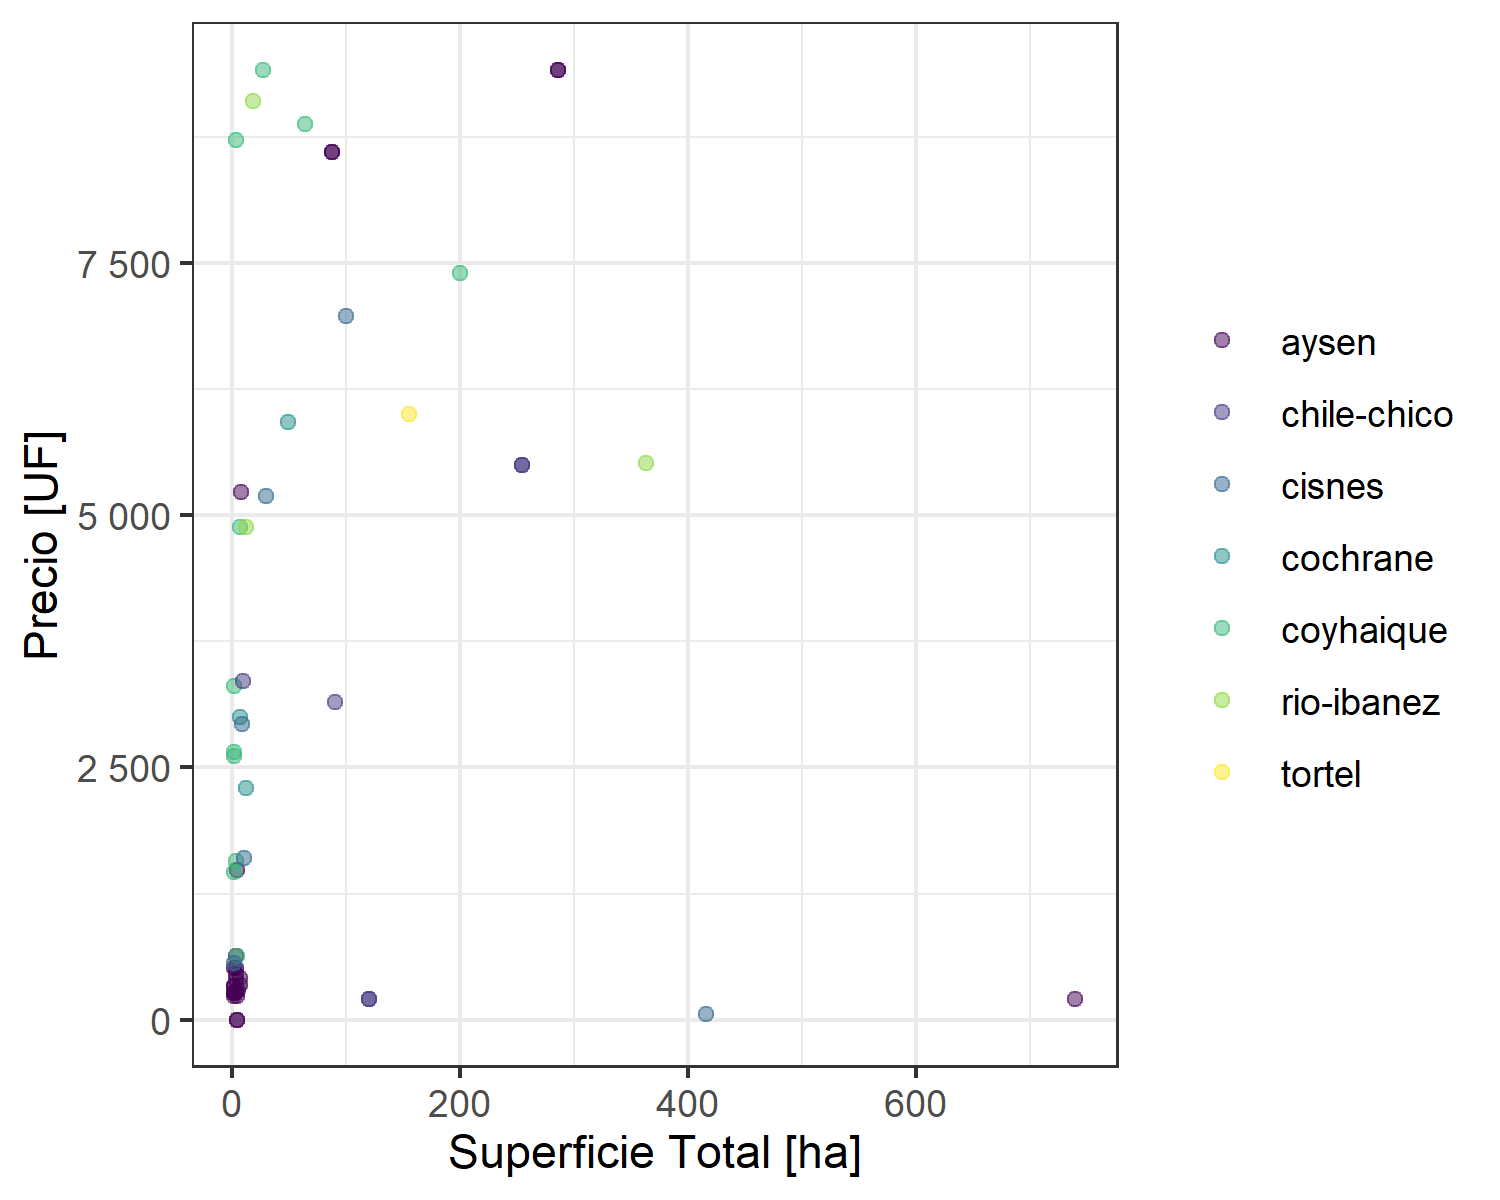 Precio [UF]
7 500
5 000
2 500
0
0
200
400
600
Superficie Total [ha]
aysen
chile-chico
cisnes
cochrane
coyhaique
rio-ibanez
tortel